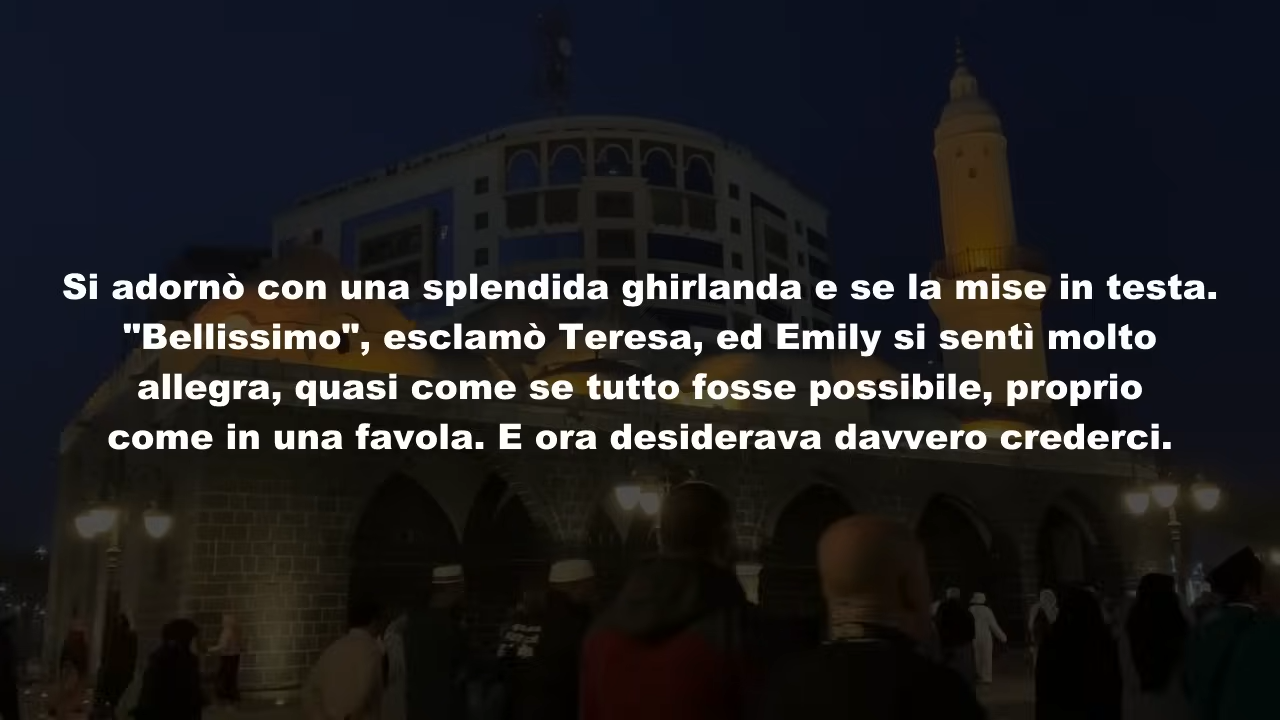 Si adornò con una splendida ghirlanda e se la mise in testa.
"Bellissimo", esclamò Teresa, ed Emily si sentì molto
allegra, quasi come se tutto fosse possibile, proprio
come in una favola. E ora desiderava davvero crederci.